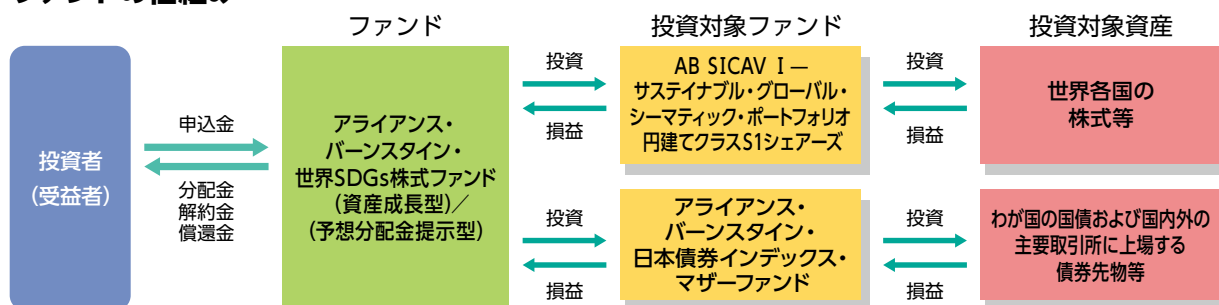 ファンド
投資対象ファンド
投資対象資産
投資者
(受益者)
申込金
分配金
解約金
償還金
アライアンス・
バーンスタイン・
世界SDGs株式ファンド
(資産成長型)／
(予想分配金提示型)
投資
損益
AB SICAV Ⅰ―
サステイナブル・グローバル・
シーマティック・ポートフォリオ
円建てクラスS1シェアーズ
投資
損益
世界各国の
株式等
投資
損益
アライアンス・
バーンスタイン・
日本債券インデックス・
マザーファンド
投資
損益
わが国の国債および国内外の
主要取引所に上場する
債券先物等